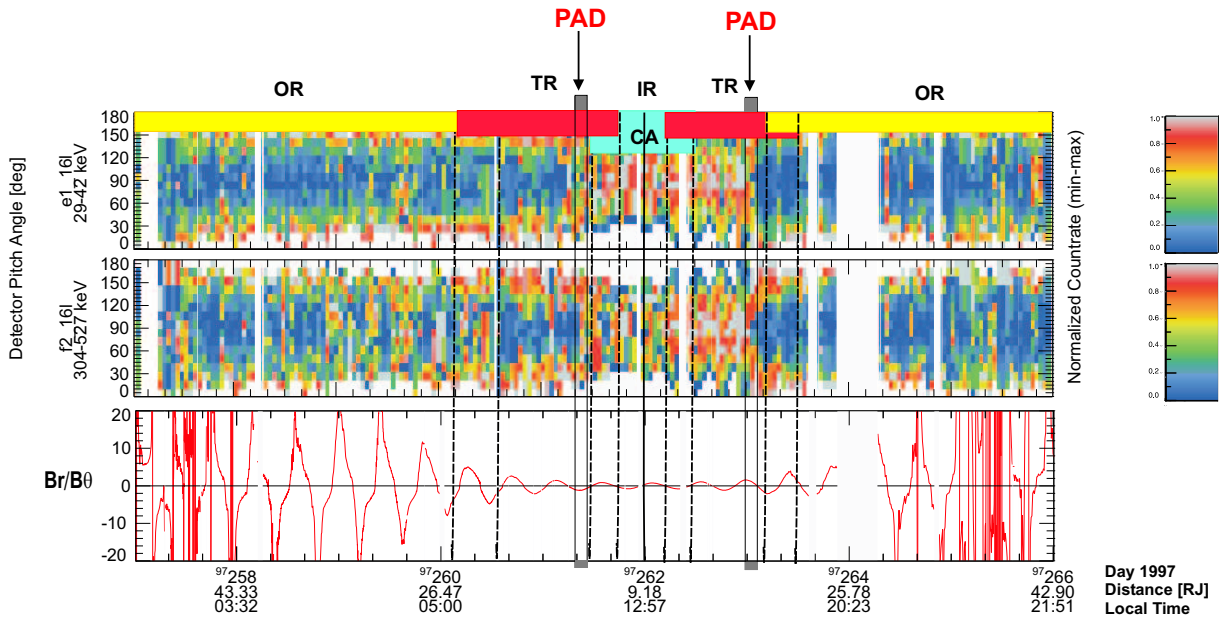 PAD PAD
OR TR IR TR OR
CA
Detector Pitch Angle [deg]
e1_16l
29-42 keV
180
150
120
90
60
30
0
f2_16l
304-527 keV
180
150
120
90
60
30
0
Normalized Countrate (min-max)
1.0
0.8
0.6
0.4
0.2
0.0
1.0
0.8
0.6
0.4
0.2
0.0
Br/Bθ
20
10
0
-10
-20
97258 97260 97262 97264 97266 Day 1997
43.33 26.47 9.18 25.78 42.90 Distance [RJ]
03:32 05:00 12:57 20:23 21:51 Local Time